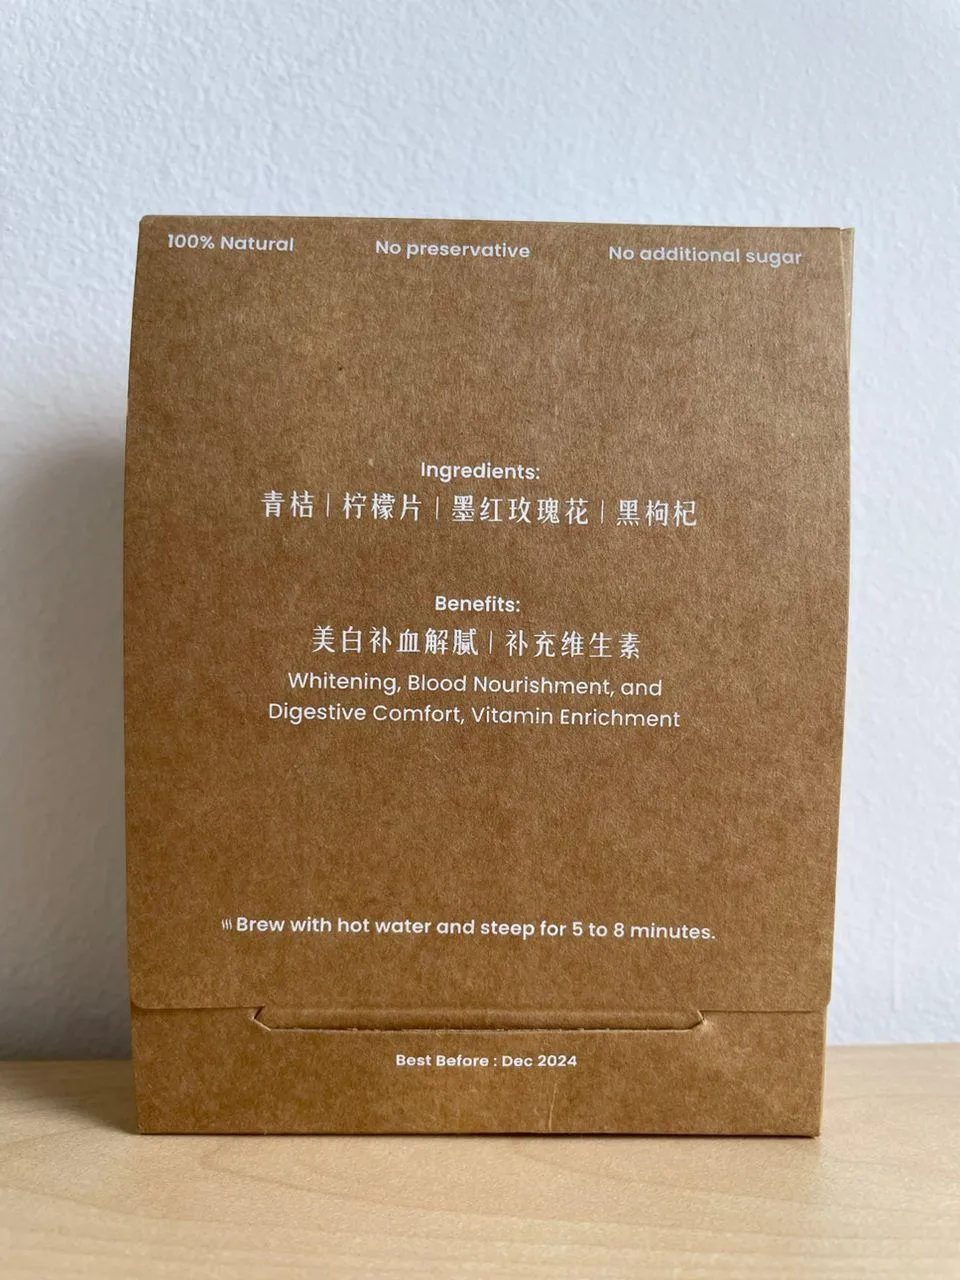 100% Natural No preservative No additional sugar
Ingredients:
青桔 | 柠檬片 | 墨红玫瑰花 | 黑枸杞
Benefits:
美白补血解腻 | 补充维生素
Whitening, Blood Nourishment, and
Digestive Comfort, Vitamin Enrichment
Brew with hot water and steep for 5 to 8 minutes.
Best Before : Dec 2024